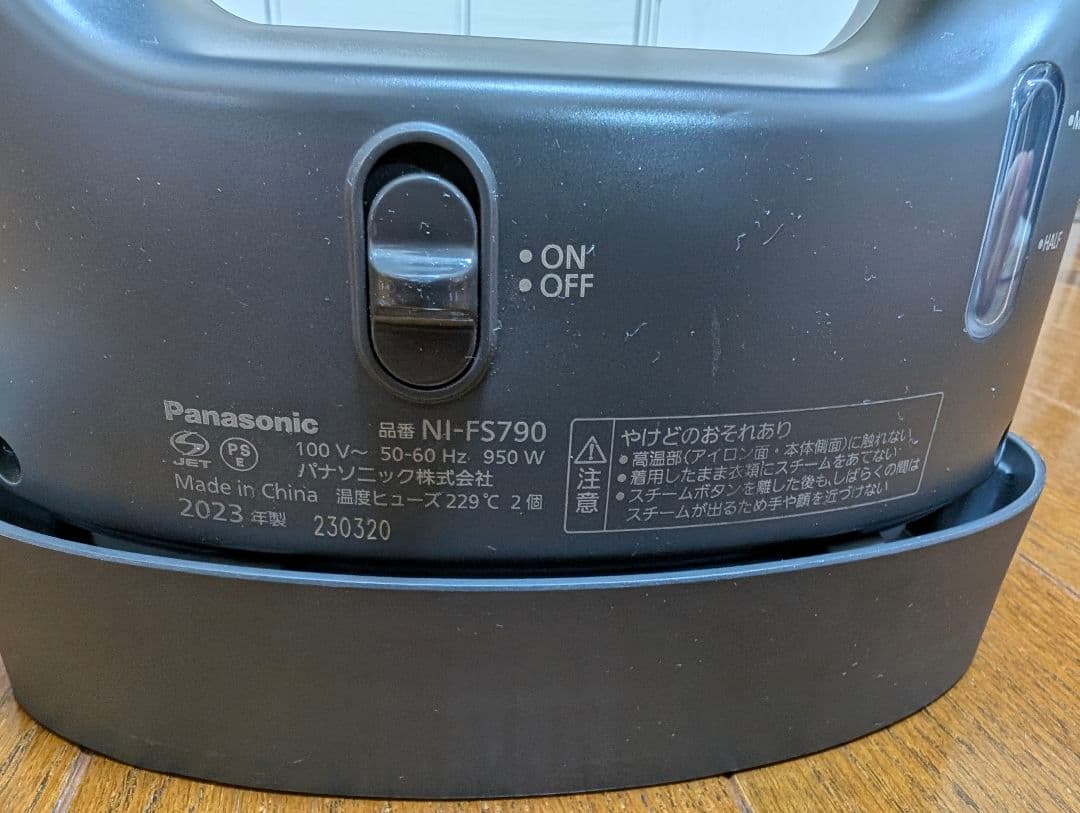 ON
OFF
HALF
Panasonic
品番 NI-FS790
JET
PS
E
100 V~ 50-60 Hz 950 W
パナソニック株式会社
Made in China 温度ヒューズ 229℃ 2個
2023 年製 230320
注意
やけどのおそれあり
•高温部(アイロン面・本体側面)に触れない
•着用したまま衣類にスチームをあてない
•スチームボタンを離した後も、しばらくの間は
スチームが出るため手や顔を近づけない